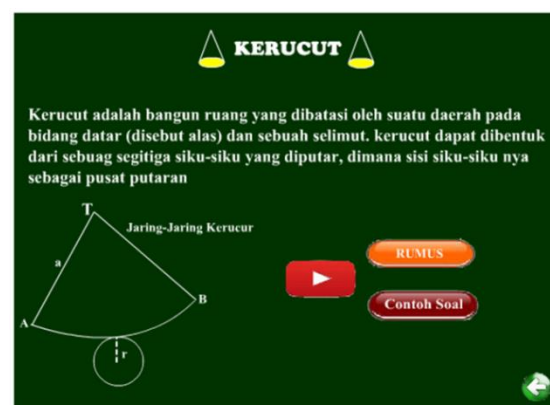 KERUCUT
Kerucut adalah bangun ruang yang dibatasi oleh suatu daerah pada
bidang datar (disebut alas) dan sebuah selimut. kerucut dapat dibentuk
dari sebuag segitiga siku-siku yang diputar, dimana sisi siku-siku nya
sebagai pusat putaran
T
Jaring-Jaring Kerucur
a
RUMUS
B
Contoh Soal
A
r